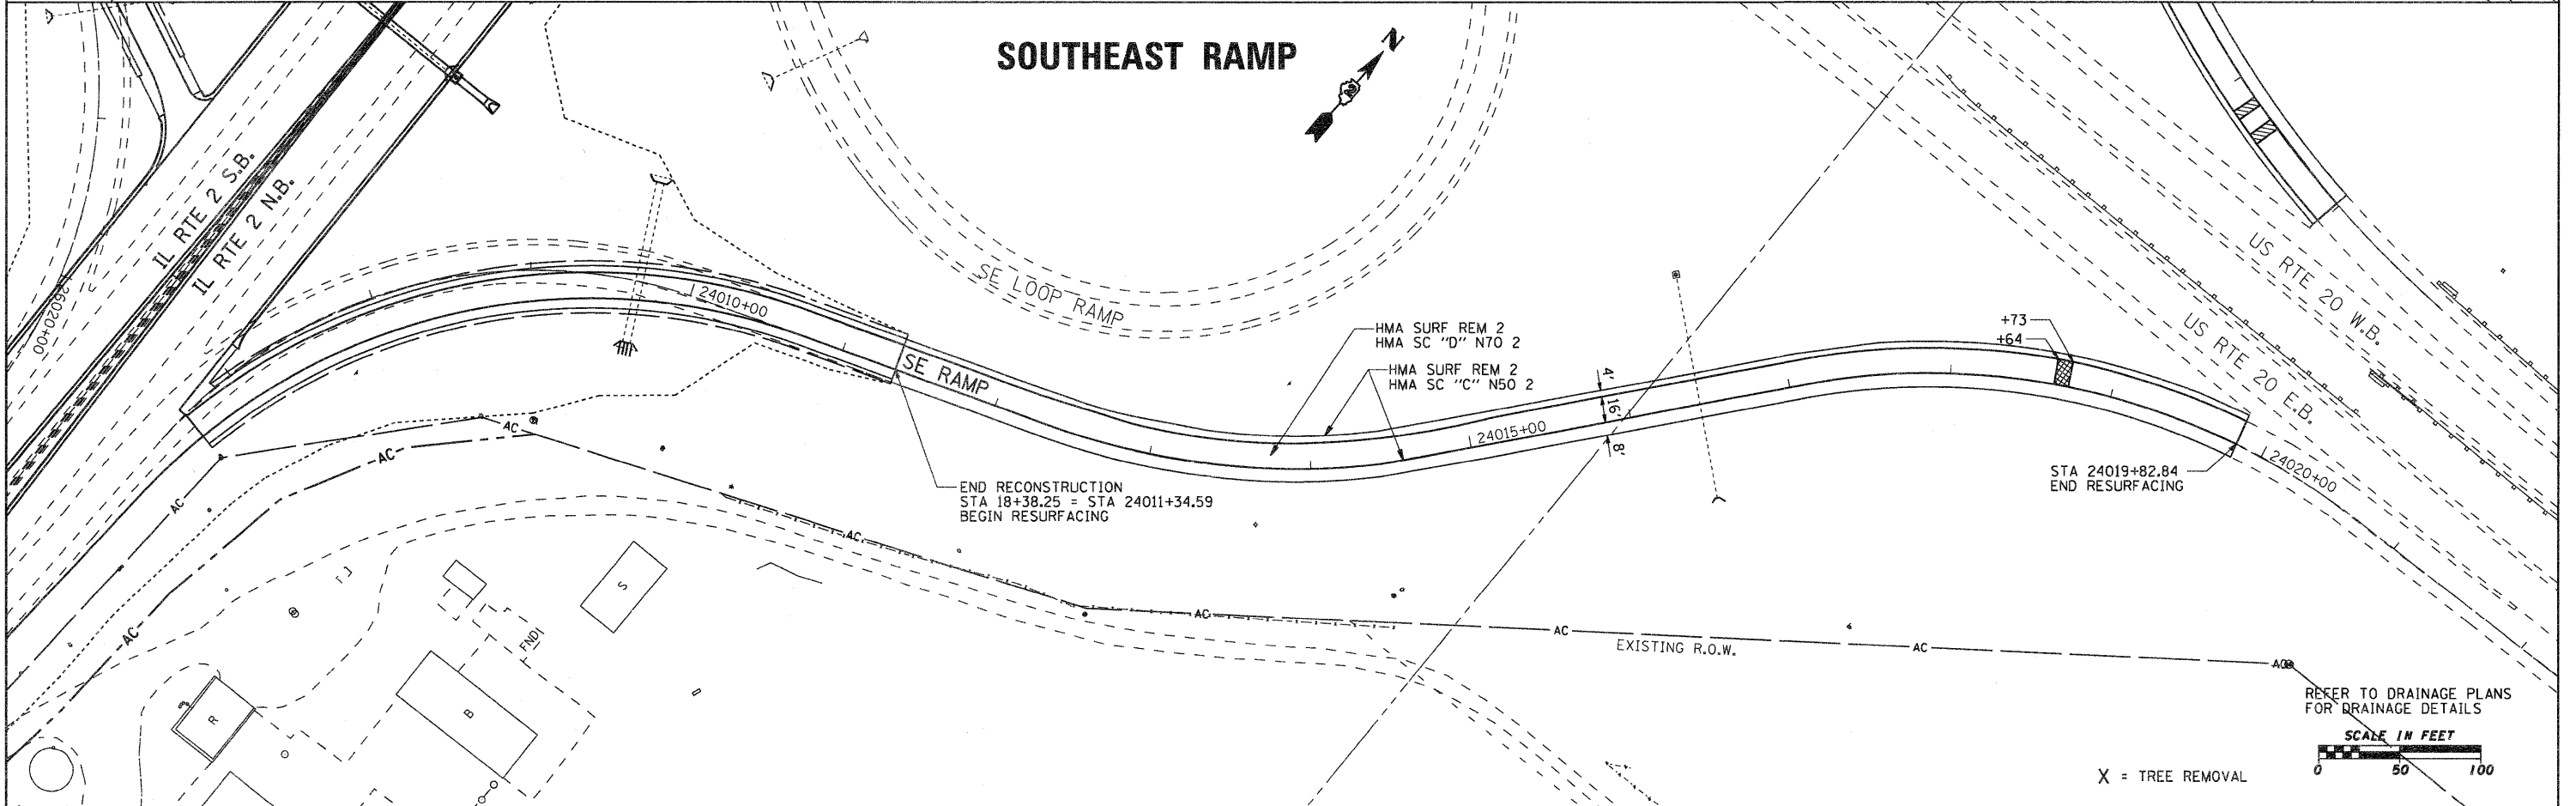 SOUTHEAST RAMP
N
2
IL RTE 2 S.B.
IL RTE 2 N.B.
26020+00
SE LOOP RAMP
US RTE 20 W.B.
US RTE 20 E.B.
24010+00
SE RAMP
HMA SURF REM 2
HMA SC "D" N70 2
HMA SURF REM 2
HMA SC "C" N50 2
4'
16'
8'
24015+00
+73
+64
24020+00
STA 24019+82.84
END RESURFACING
END RECONSTRUCTION
STA 18+38.25 = STA 24011+34.59
BEGIN RESURFACING
AC
AC
AC
AC
AC
AC
AC
AC
AC
EXISTING R.O.W.
S
FND
B
R
REFER TO DRAINAGE PLANS
FOR DRAINAGE DETAILS
SCALE IN FEET
0 50 100
X = TREE REMOVAL